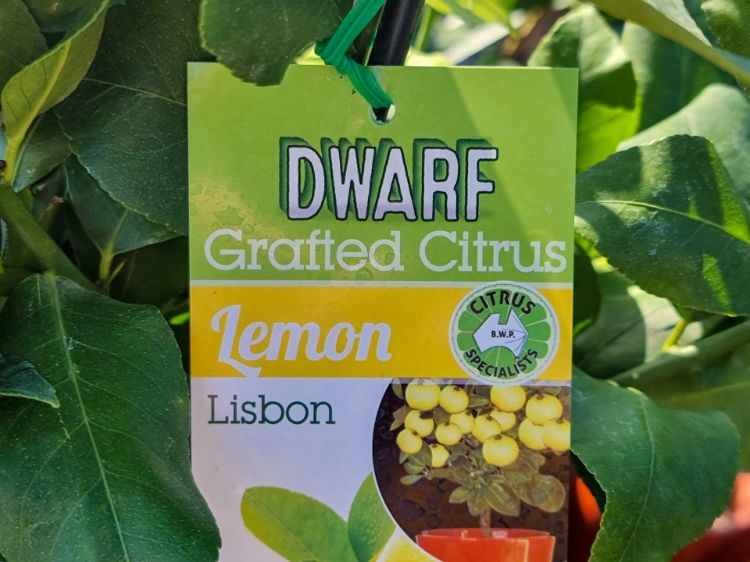 DWARF
Grafted Citrus
Lemon
CITRUS
B.W.P.
SPECIALISTS
Lisbon